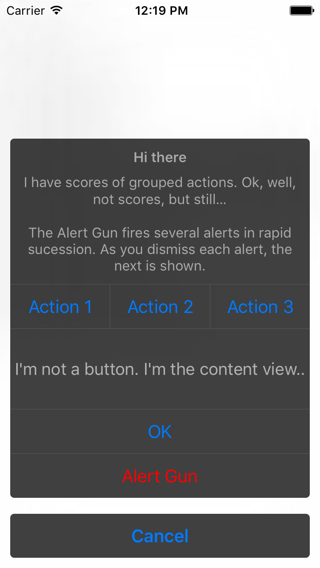 Carrier 12:19 PM
Hi there
I have scores of grouped actions. Ok, well,
not scores, but still...
The Alert Gun fires several alerts in rapid
sucession. As you dismiss each alert, the
next is shown.
Action 1 Action 2 Action 3
I'm not a button. I'm the content view..
OK
Alert Gun
Cancel